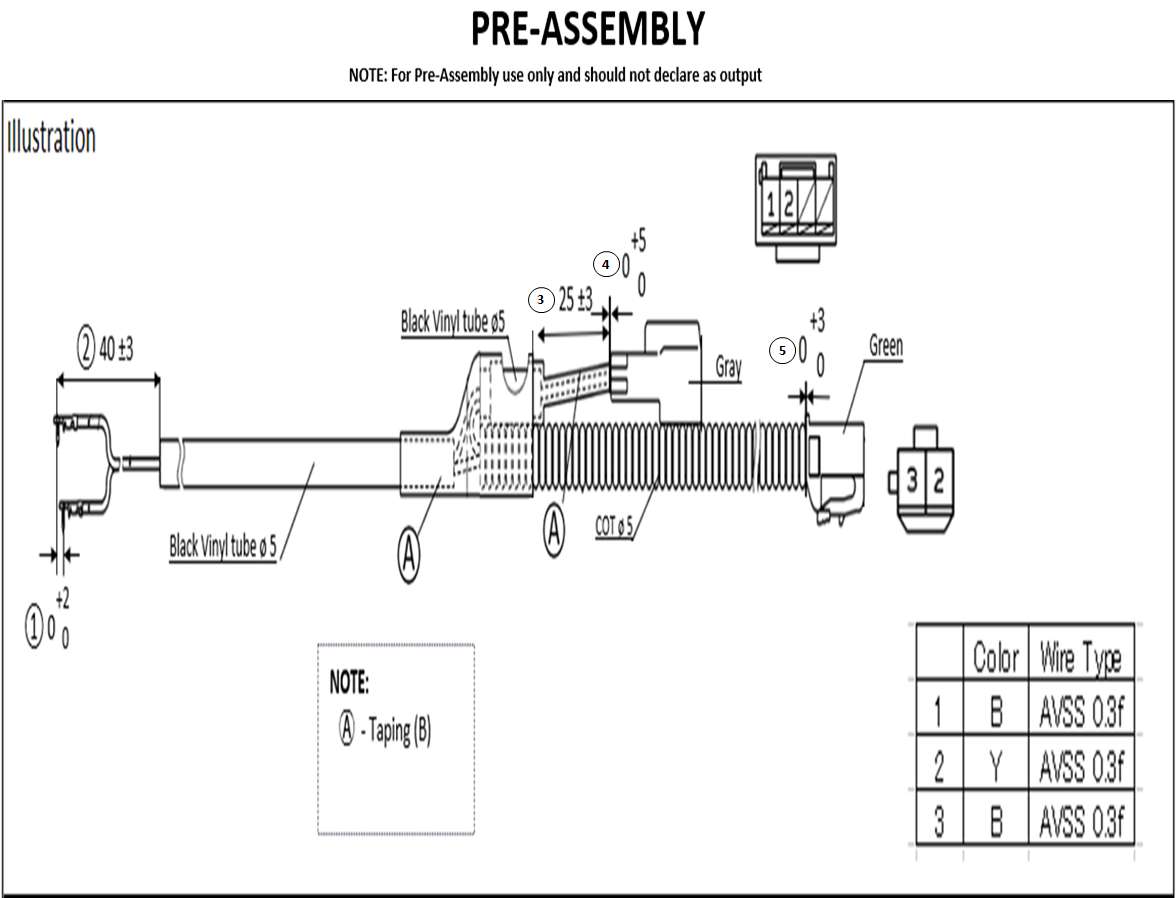 PRE-ASSEMBLY
NOTE: For Pre-Assembly use only and should not declare as output
Illustration
1 2
+5
4 0
0
3 25 ±3
Black Vinyl tube ø5
+3
5 0
0
Green
2 40 ±3
Gray
3 2
A
A
COT ø 5
Black Vinyl tube ø 5
+2
1 0
0
NOTE:
A - Taping (B)
Color Wire Type
1 B AVSS 0.3f
2 Y AVSS 0.3f
3 B AVSS 0.3f